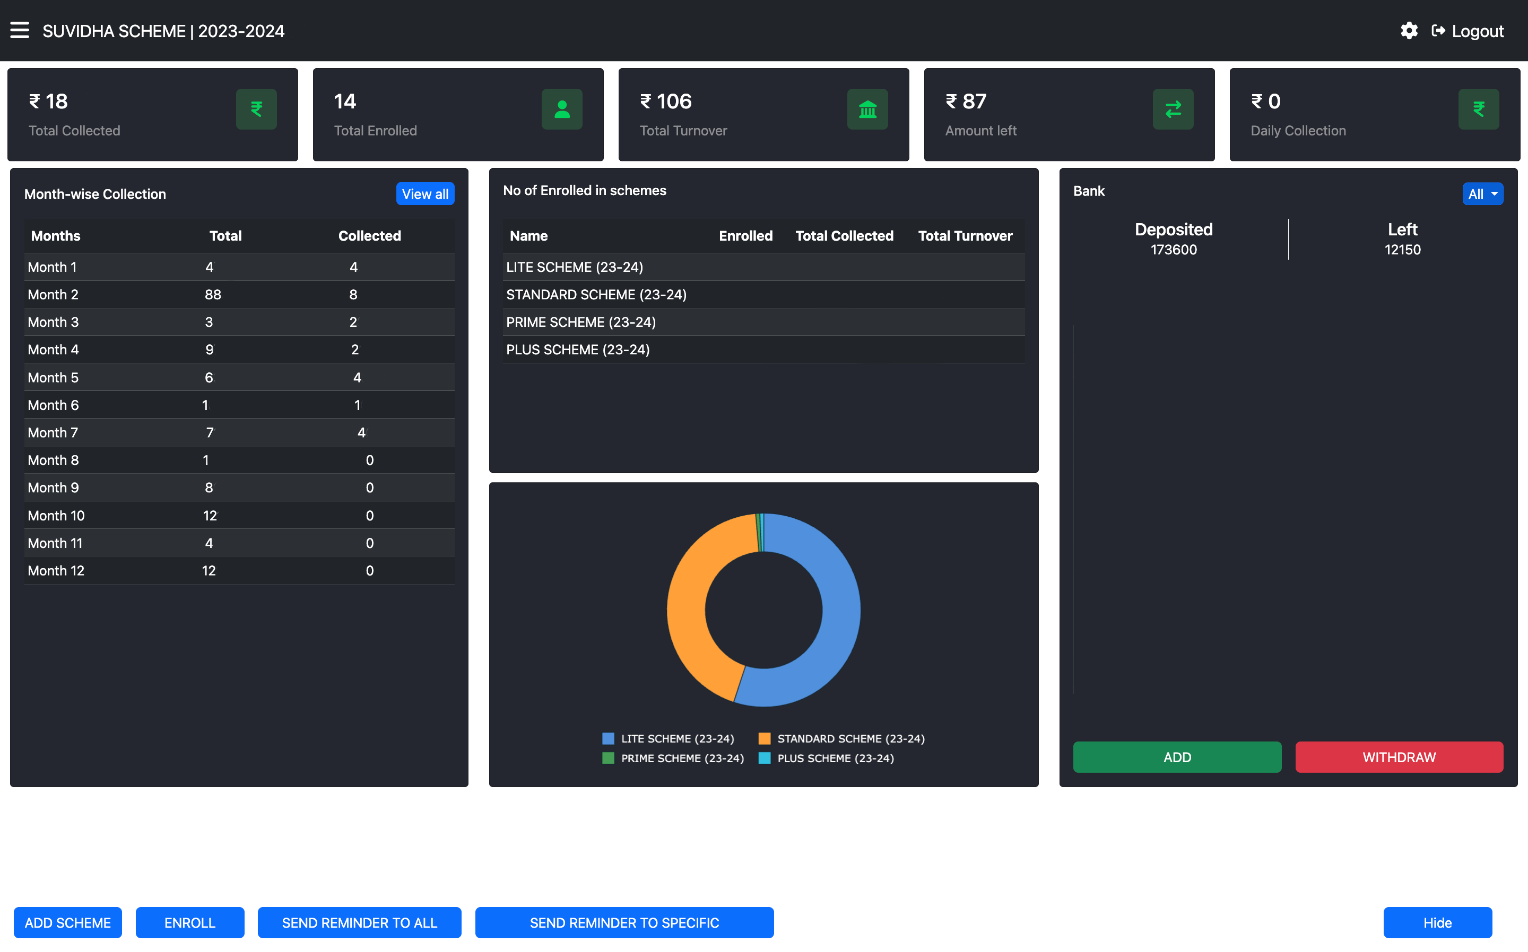 SUVIDHA SCHEME | 2023-2024
Logout
₹ 18
Total Collected
14
Total Enrolled
₹ 106
Total Turnover
₹ 87
Amount left
₹ 0
Daily Collection
Month-wise Collection
View all
Months Total Collected
Month 1 4 4
Month 2 88 8
Month 3 3 2
Month 4 9 2
Month 5 6 4
Month 6 1 1
Month 7 7 4
Month 8 1 0
Month 9 8 0
Month 10 12 0
Month 11 4 0
Month 12 12 0
No of Enrolled in schemes
Name Enrolled Total Collected Total Turnover
LITE SCHEME (23-24)
STANDARD SCHEME (23-24)
PRIME SCHEME (23-24)
PLUS SCHEME (23-24)
LITE SCHEME (23-24) STANDARD SCHEME (23-24)
PRIME SCHEME (23-24) PLUS SCHEME (23-24)
Bank
All
Deposited Left
173600 12150
ADD WITHDRAW
ADD SCHEME ENROLL SEND REMINDER TO ALL SEND REMINDER TO SPECIFIC Hide